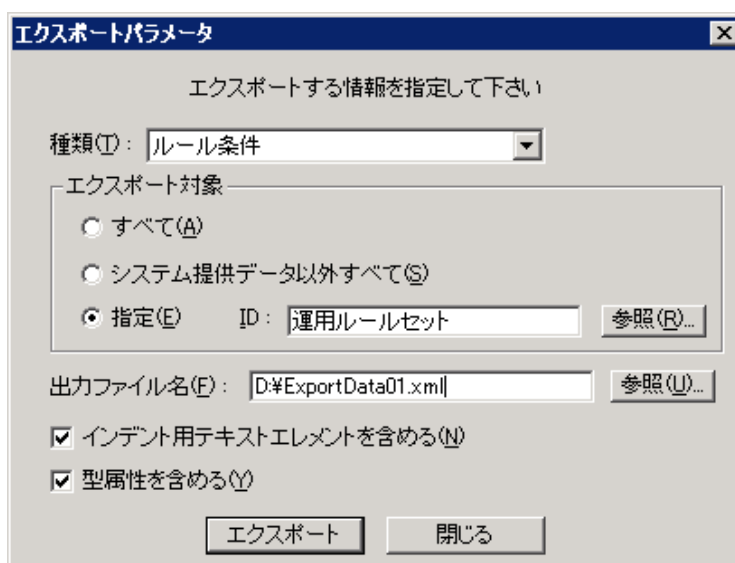 エクスポートパラメータ
エクスポートする情報を指定して下さい
種類(T): ルール条件
エクスポート対象
すべて(A)
システム提供データ以外すべて(S)
指定(E) ID: 運用ルールセット 参照(R)...
出力ファイル名(F): D:¥ExportData01.xml 参照(U)...
インデント用テキストエレメントを含める(N)
型属性を含める(Y)
エクスポート 閉じる